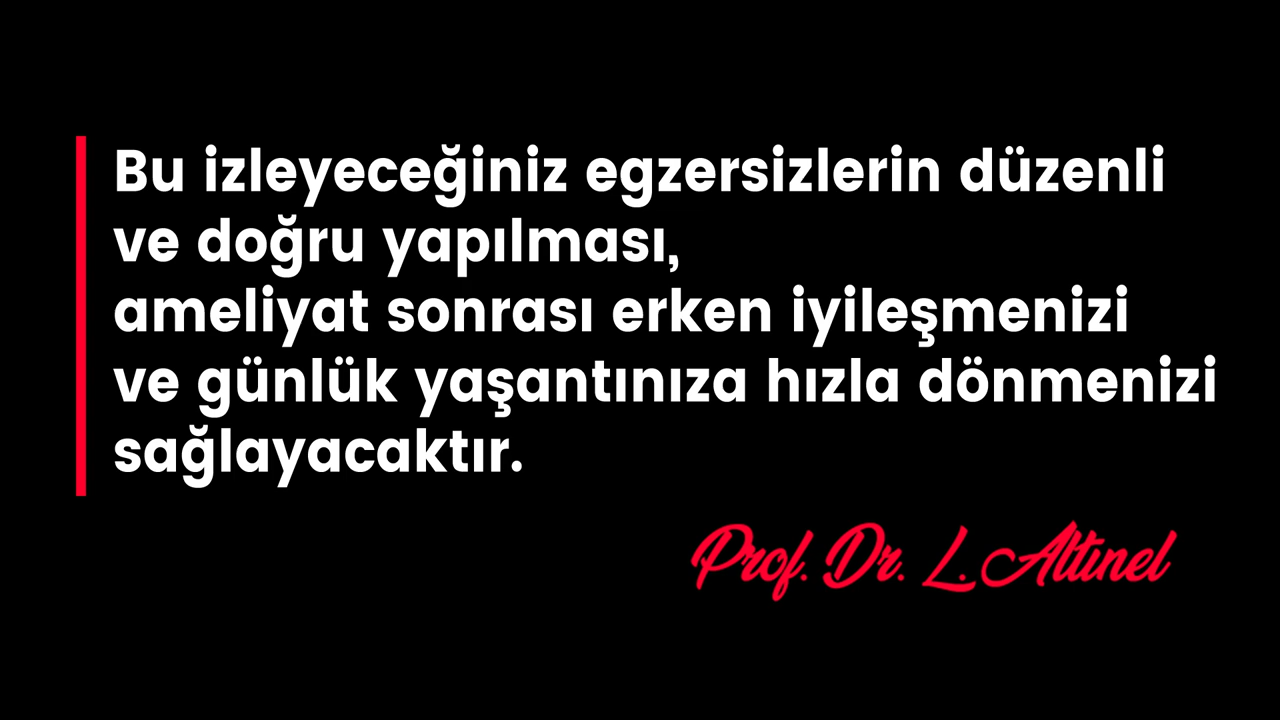 Bu izleyeceğiniz egzersizlerin düzenli
ve doğru yapılması,
ameliyat sonrası erken iyileşmenizi
ve günlük yaşantınıza hızla dönmenizi
sağlayacaktır.
Prof. Dr. L. Altınel